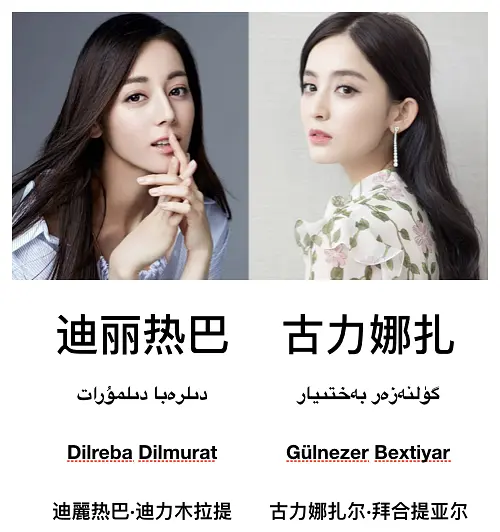 迪丽热巴 古力娜扎
دىلرەبا دىلمۇرات گۈلنەزەر بەختىيار
Dilreba Dilmurat Gülnezer Bextiyar
迪麗热巴·迪力木拉提 古力娜扎尔·拜合提亚尔